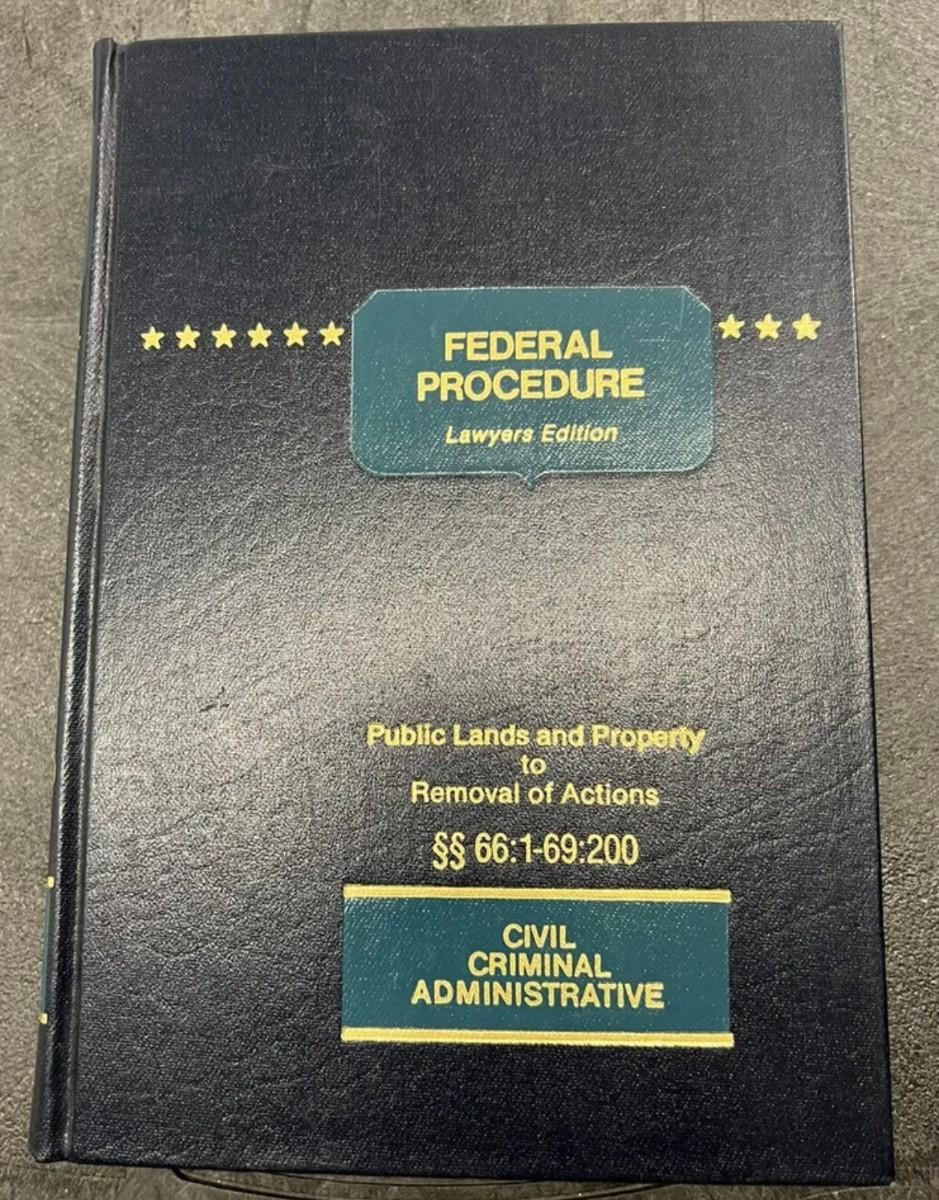 FEDERAL
PROCEDURE
Lawyers Edition
Public Lands and Property
to
Removal of Actions
§§ 66:1-69:200
CIVIL
CRIMINAL
ADMINISTRATIVE